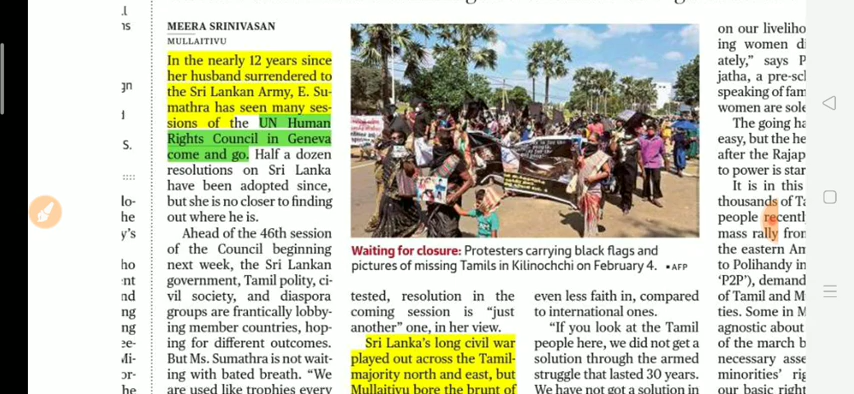 MEERA SRINIVASAN
MULLAITIVU
In the nearly 12 years since
her husband surrendered to
the Sri Lankan Army, E. Su-
mathra has seen many ses-
sions of the UN Human
Rights Council in Geneva
come and go. Half a dozen
resolutions on Sri Lanka
have been adopted since,
but she is no closer to finding
out where he is.
Ahead of the 46th session
of the Council beginning
next week, the Sri Lankan
government, Tamil polity, ci-
vil society, and diaspora
groups are frantically lobby-
ing member countries, hop-
ing for different outcomes.
But Ms. Sumathra is not wait-
ing with bated breath. “We
are used like trophies every
Waiting for closure: Protesters carrying black flags and
pictures of missing Tamils in Kilinochchi on February 4. ▪ AFP
tested, resolution in the
coming session is “just
another” one, in her view.
Sri Lanka’s long civil war
played out across the Tamil-
majority north and east, but
Mullaitivu bore the brunt of
even less faith in, compared
to international ones.
“If you look at the Tamil
people here, we did not get a
solution through the armed
struggle that lasted 30 years.
We have not got a solution in
on our liveliho
ing women di
ately,” says P
jatha, a pre-scl
speaking of fam
women are sole
The going ha
easy, but the he
after the Rajap
to power is star
It is in this
thousands of Ta
people recently
mass rally from
the eastern Am
to Polihandy in
‘P2P’), demand
of Tamil and M
ties. Some in M
agnostic about
of the march b
necessary asse
minorities’ rig
our basic right